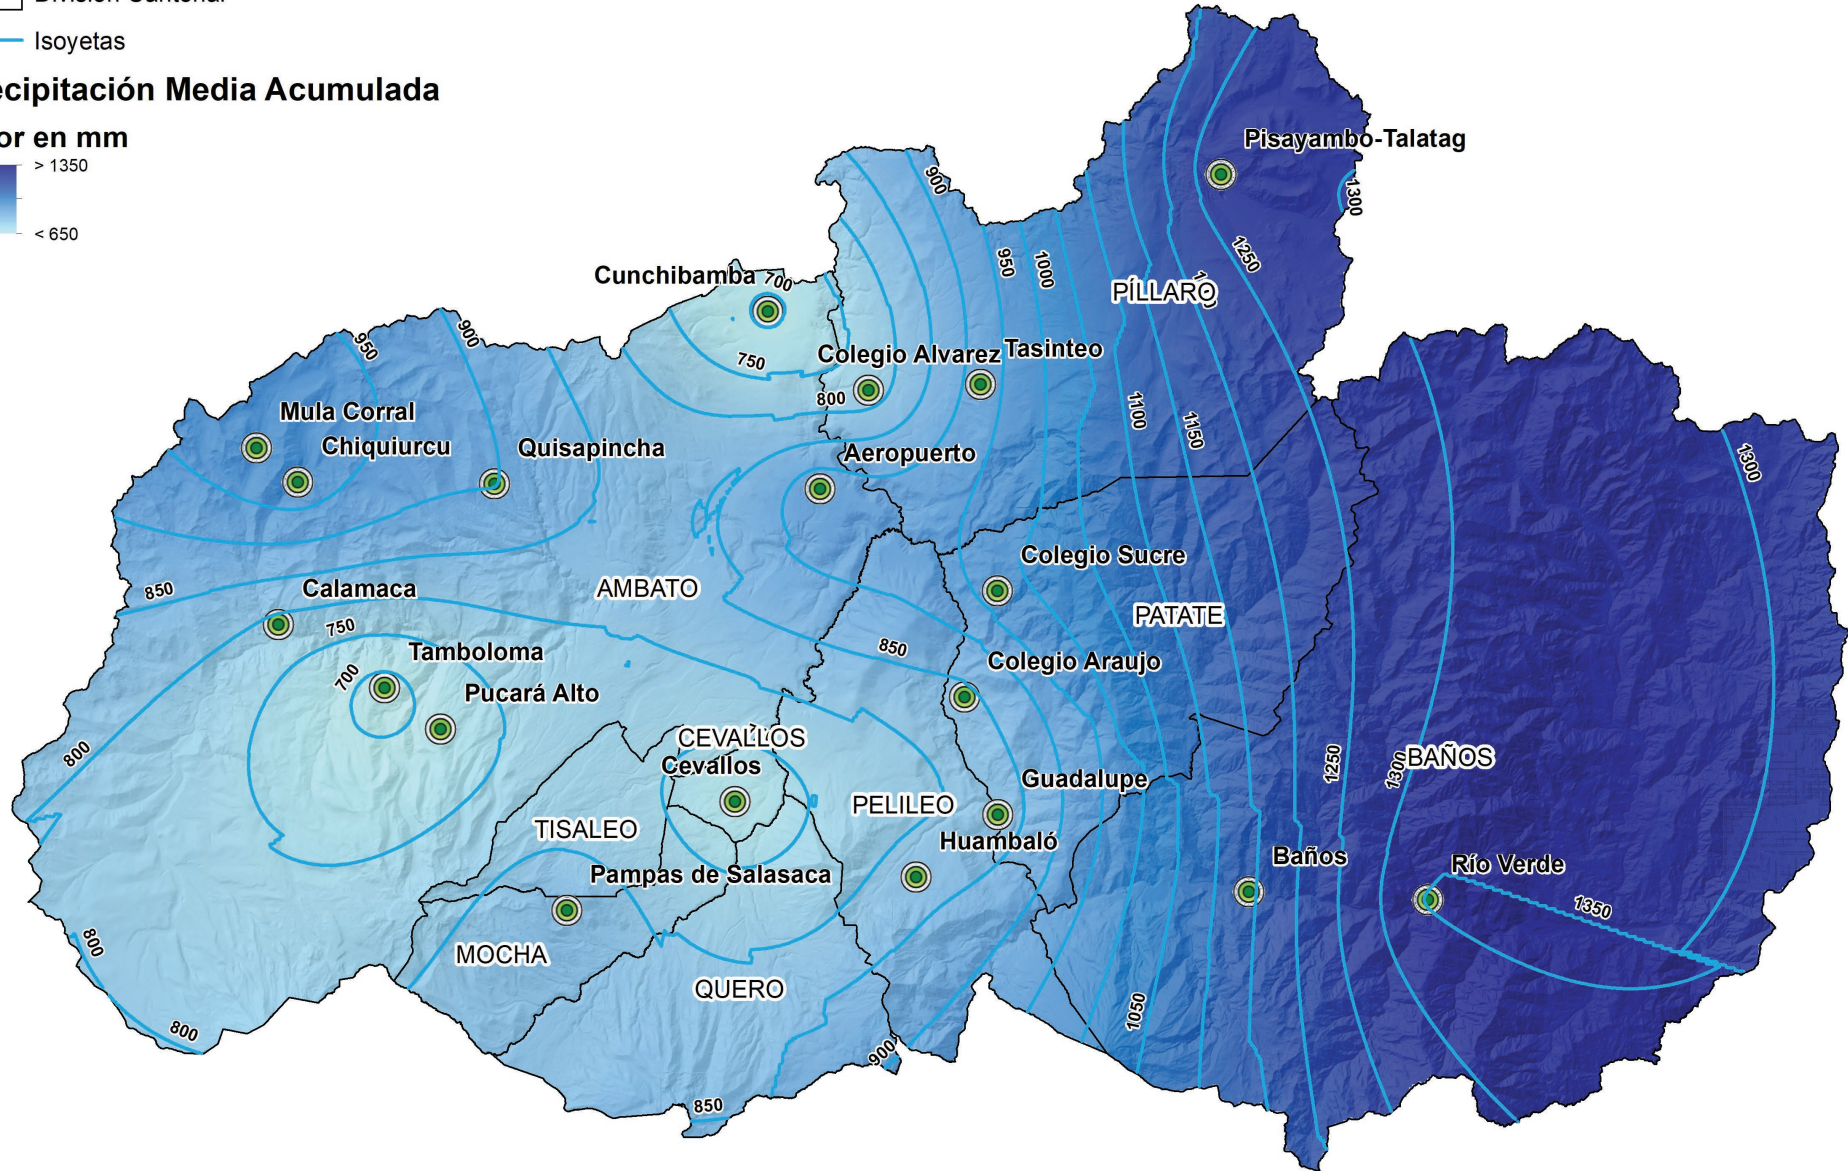 División Cantonal
Isoyetas
ecipitación Media Acumulada
or en mm
> 1350
< 650
Pisayambo-Talatag
900
1300
950
1000
1250
Cunchibamba
700
PÍLLARO
750
Colegio Alvarez
Tasinteo
800
950
900
Mula Corral
Chiquiurcu
Quisapincha
Aeropuerto
1100
1150
1300
850
Calamaca
AMBATO
Colegio Sucre
PATATE
750
Tamboloma
700
Pucará Alto
850
Colegio Araujo
800
CEVALLOS
Cevallos
PELILEO
Guadalupe
1250
1300
BAÑOS
TISALEO
Huambaló
Baños
Río Verde
Pampas de Salasaca
1350
800
MOCHA
QUERO
1050
800
900
850